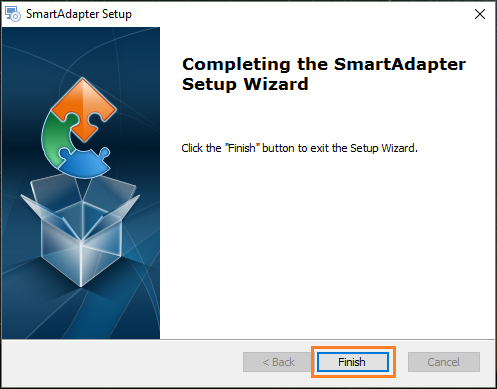 SmartAdapter Setup
Completing the SmartAdapter
Setup Wizard
Click the "Finish" button to exit the Setup Wizard.
< Back
Finish
Cancel